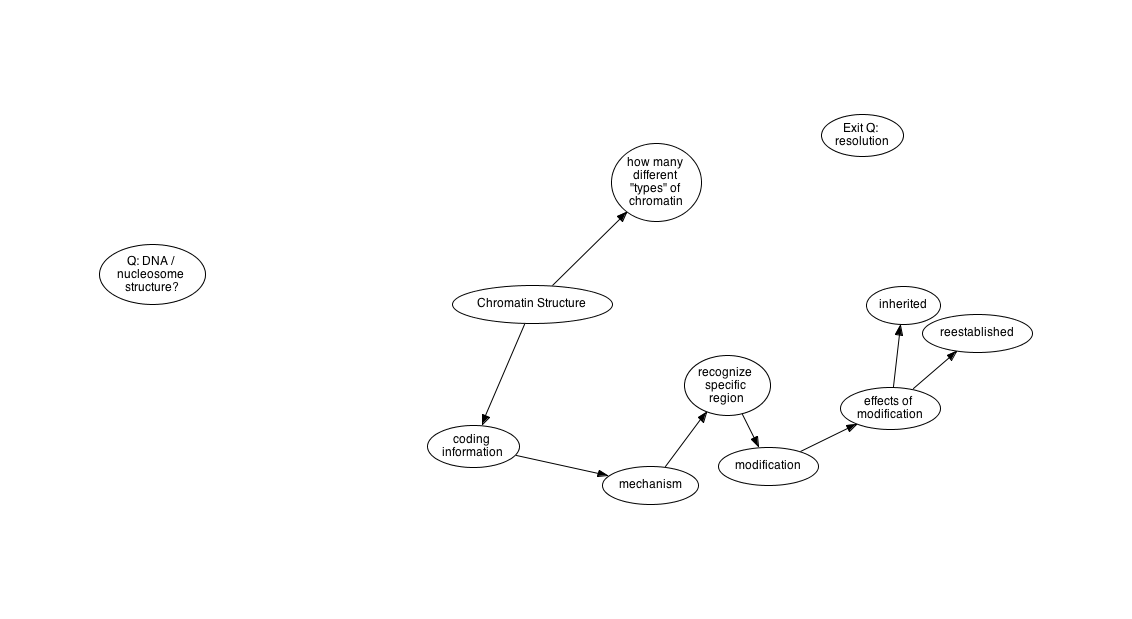 Exit Q:
resolution
how many
different
"types" of
chromatin
Q: DNA /
nucleosome
structure?
Chromatin Structure
inherited
reestablished
recognize
specific
region
effects of
modification
coding
information
modification
mechanism